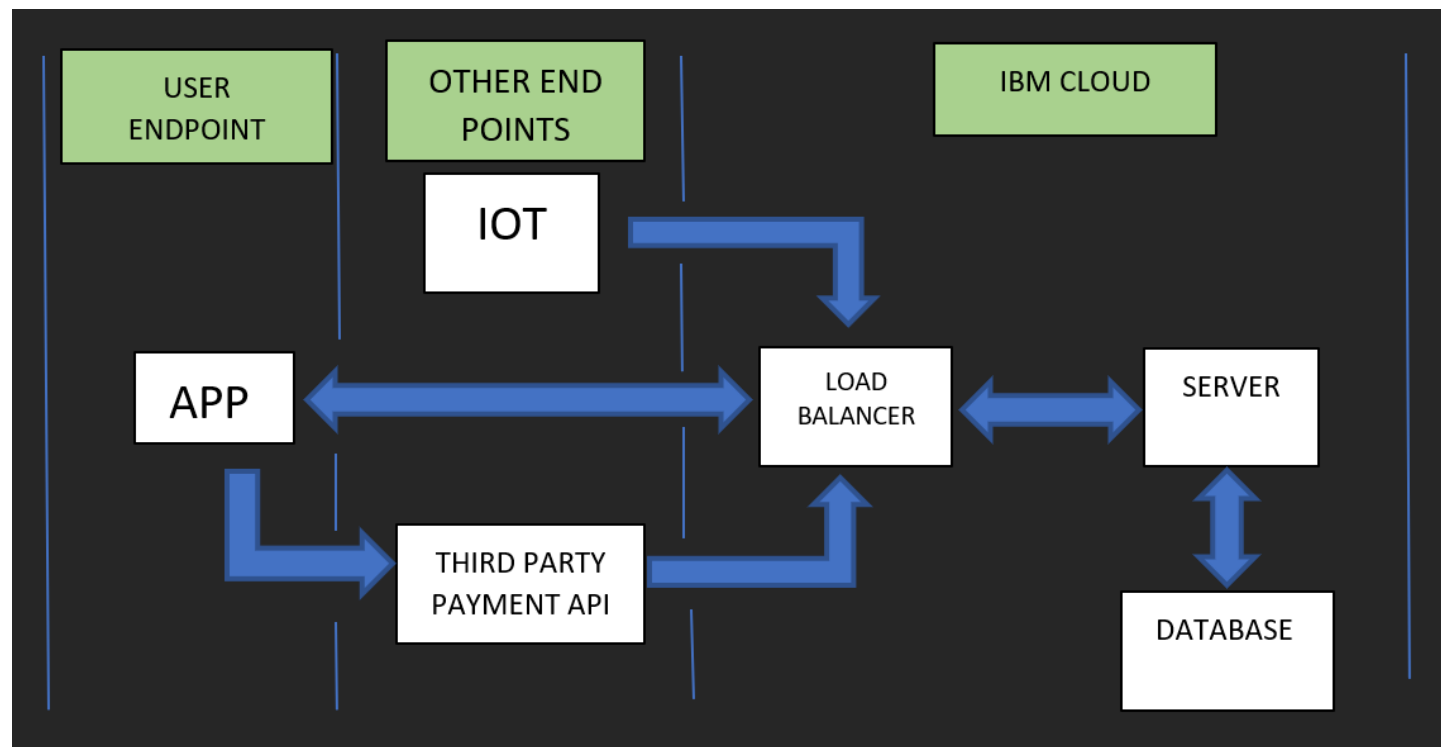 USER
ENDPOINT
OTHER END
POINTS
IBM CLOUD
IOT
APP
LOAD
BALANCER
SERVER
THIRD PARTY
PAYMENT API
DATABASE